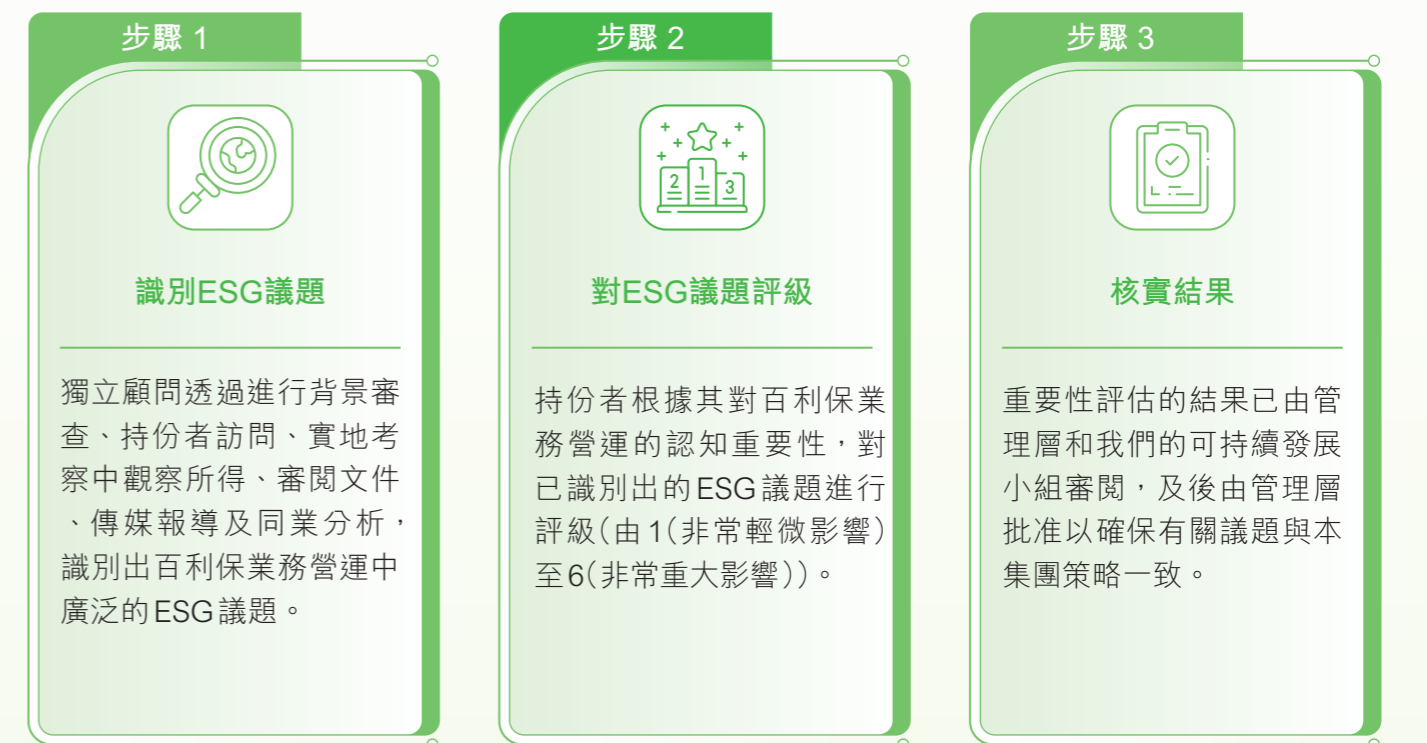 步驟 1
識別ESG議題
獨立顧問透過進行背景審
查、持份者訪問、實地考
察中觀察所得、審閱文件
、傳媒報導及同業分析，
識別出百利保業務營運中
廣泛的ESG議題。
步驟 2
2 1 3
對ESG議題評級
持份者根據其對百利保業
務營運的認知重要性，對
已識別出的ESG議題進行
評級(由1(非常輕微影響)
至6(非常重大影響))。
步驟 3
核實結果
重要性評估的結果已由管
理層和我們的可持續發展
小組審閱，及後由管理層
批准以確保有關議題與本
集團策略一致。